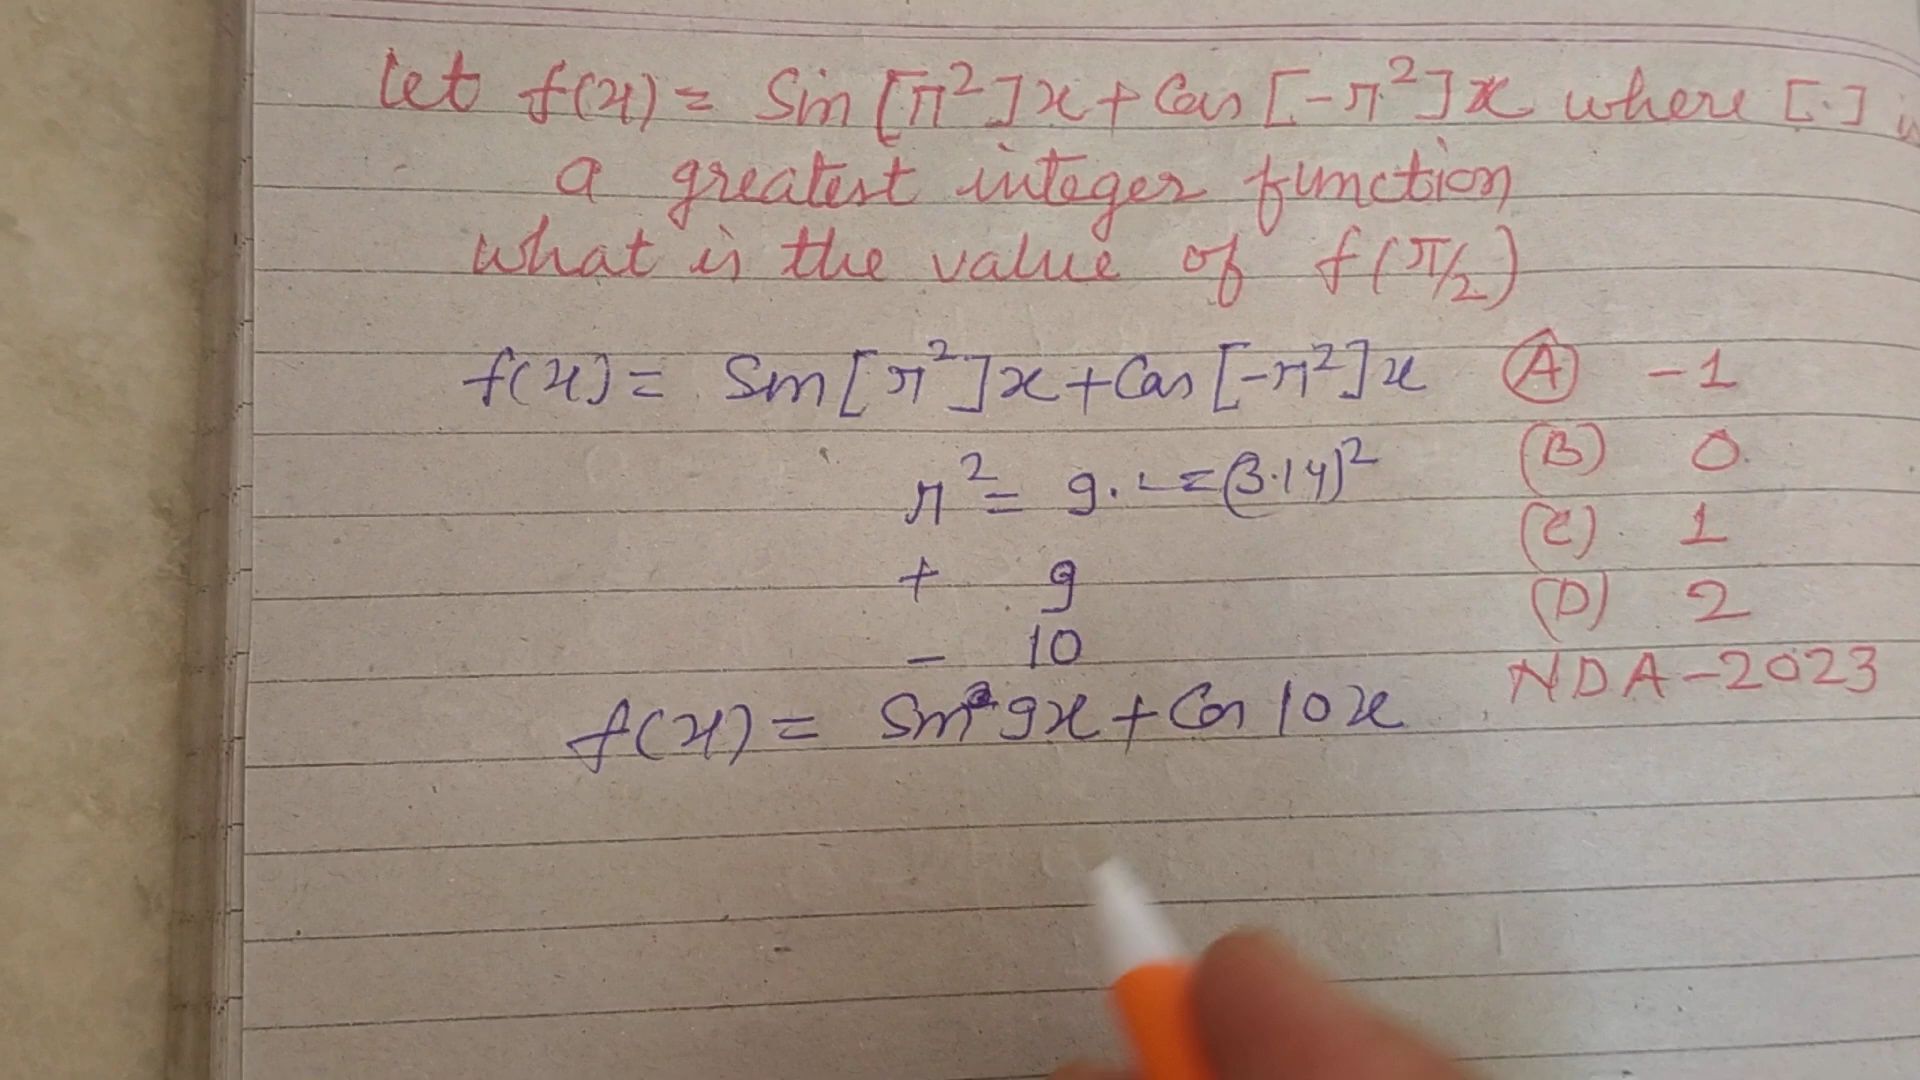 let f(x) = Sin [π²]x + Cos [-π²]x where [.] is
a greatest integer function
what is the value of f(π/2)
f(x) = Sin [π²]x + Cos [-π²]x (A) -1
π² = 9. - = (3.14)² (B) 0.
+ 9 (C) 1
(D) 2
- 10
NDA-2023
f(x) = Sin 9x + Cos 10x